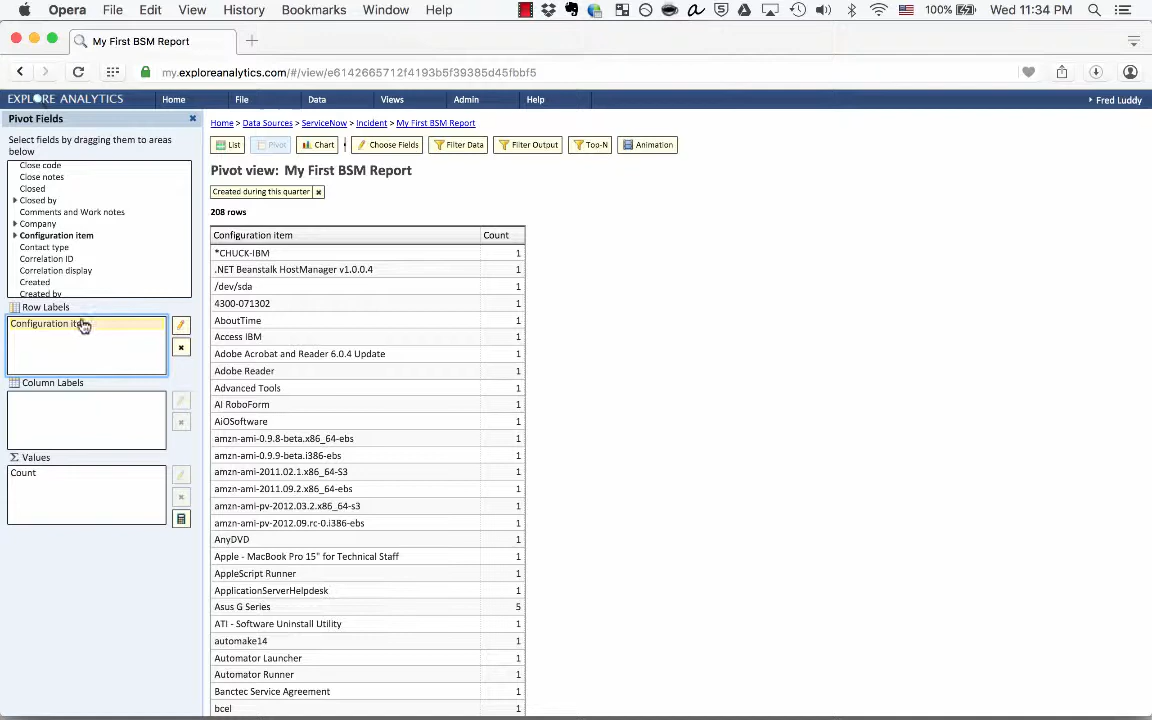 Opera File Edit View History Bookmarks Window Help 100% Wed 11:34 PM
My First BSM Report
my.exploreanalytics.com/#/view/e6142665712f4193b5f39385d45fbbf5
EXPLORE ANALYTICS Home File Data Views Admin Help Fred Luddy
Pivot Fields
Select fields by dragging them to areas
below
Close code
Close notes
Closed
Closed by
Comments and Work notes
Company
Configuration item
Contact type
Correlation ID
Correlation display
Created
Created by
Row Labels
Configuration item
Column Labels
Σ Values
Count
Home > Data Sources > ServiceNow > Incident > My First BSM Report
List Pivot Chart Choose Fields Filter Data Filter Output Top-N Animation
Pivot view: My First BSM Report
Created during this quarter
208 rows
Configuration item Count
*CHUCK-IBM 1
.NET Beanstalk HostManager v1.0.0.4 1
/dev/sda 1
4300-071302 1
AboutTime 1
Access IBM 1
Adobe Acrobat and Reader 6.0.4 Update 1
Adobe Reader 1
Advanced Tools 1
AI RoboForm 1
AiOSoftware 1
amzn-ami-0.9.8-beta.x86_64-ebs 1
amzn-ami-0.9.9-beta.i386-ebs 1
amzn-ami-2011.02.1.x86_64-S3 1
amzn-ami-2011.09.2.x86_64-ebs 1
amzn-ami-pv-2012.03.2.x86_64-s3 1
amzn-ami-pv-2012.09.rc-0.i386-ebs 1
AnyDVD 1
Apple - MacBook Pro 15" for Technical Staff 1
AppleScript Runner 1
ApplicationServerHelpdesk 1
Asus G Series 5
ATI - Software Uninstall Utility 1
automake14 1
Automator Launcher 1
Automator Runner 1
Banctec Service Agreement 1
bcel 1